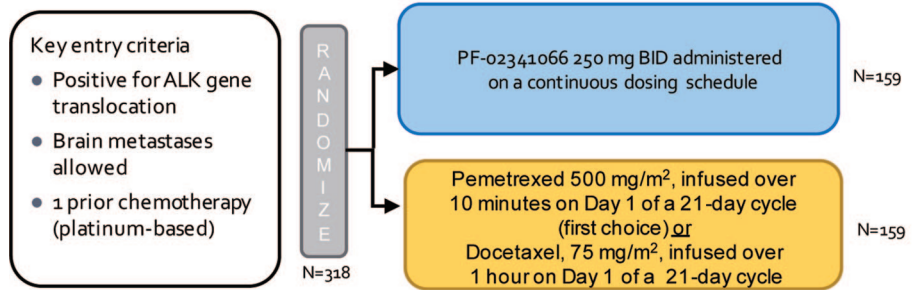 Key entry criteria
● Positive for ALK gene
translocation
● Brain metastases
allowed
● 1 prior chemotherapy
(platinum-based)
RANDOMIZE
N=318
PF-02341066 250 mg BID administered
on a continuous dosing schedule
N=159
Pemetrexed 500 mg/m², infused over
10 minutes on Day 1 of a 21-day cycle
(first choice) or
Docetaxel, 75 mg/m², infused over
1 hour on Day 1 of a 21-day cycle
N=159